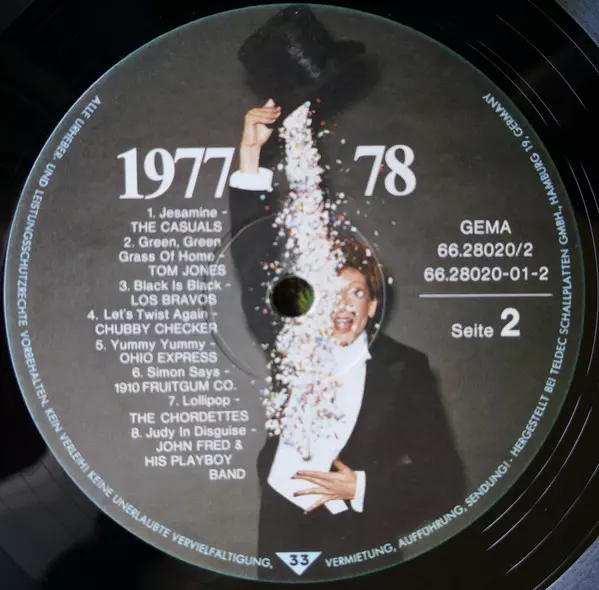 1977 78
1. Jesamine -
THE CASUALS
2. Green, Green
Grass Of Home -
TOM JONES
3. Black Is Black -
LOS BRAVOS
4. Let's Twist Again -
CHUBBY CHECKER
5. Yummy Yummy -
OHIO EXPRESS
6. Simon Says -
1910 FRUITGUM CO.
7. Lollipop -
THE CHORDETTES
8. Judy In Disguise -
JOHN FRED &
HIS PLAYBOY
BAND
GEMA
66.28020/2
66.28020-01-2
Seite 2
ALLE URHEBER- UND LEISTUNGSSCHUTZRECHTE VORBEHALTEN. KEIN VERLEIH! KEINE UNERLAUBTE VERVIELFÄLTIGUNG, VERMIETUNG, AUFFÜHRUNG, SENDUNG! · HERGESTELLT BEI TELDEC SCHALLPLATTEN GMBH., HAMBURG 19, GERMANY
33